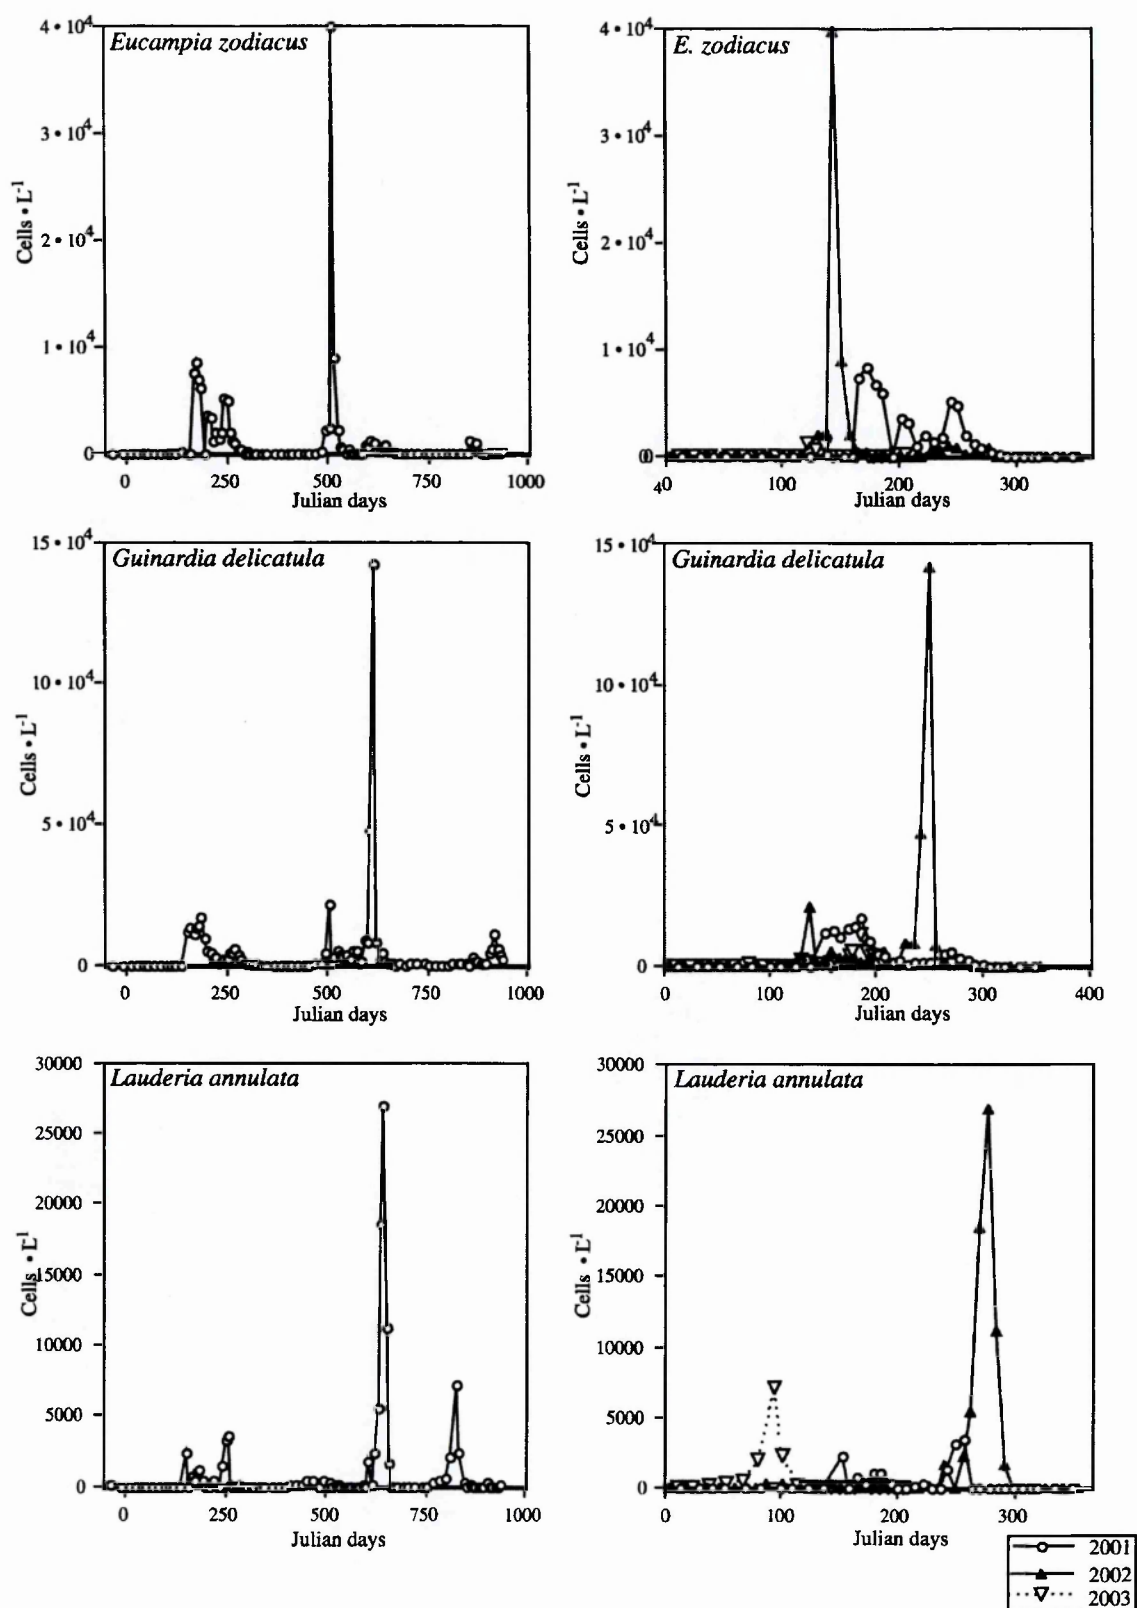 4 • 10⁴
Eucampia zodiacus
3 • 10⁴
Cells • L⁻¹
2 • 10⁴
1 • 10⁴
0
0 250 500 750 1000
Julian days
4 • 10⁴
E. zodiacus
3 • 10⁴
Cells • L⁻¹
2 • 10⁴
1 • 10⁴
0
40 100 200 300
Julian days
15 • 10⁴
Guinardia delicatula
10 • 10⁴
Cells • L⁻¹
5 • 10⁴
0
0 250 500 750 1000
Julian days
15 • 10⁴
Guinardia delicatula
10 • 10⁴
Cells • L⁻¹
5 • 10⁴
0
0 100 200 300 400
Julian days
30000
Lauderia annulata
25000
20000
Cells • L⁻¹
15000
10000
5000
0
0 250 500 750 1000
Julian days
30000
Lauderia annulata
25000
20000
Cells • L⁻¹
15000
10000
5000
0
0 100 200 300
Julian days
2001
2002
2003